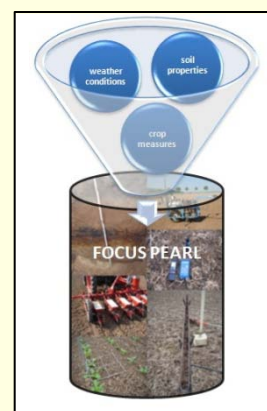 weather
conditions
soil
properties
crop
measures
FOCUS PEARL